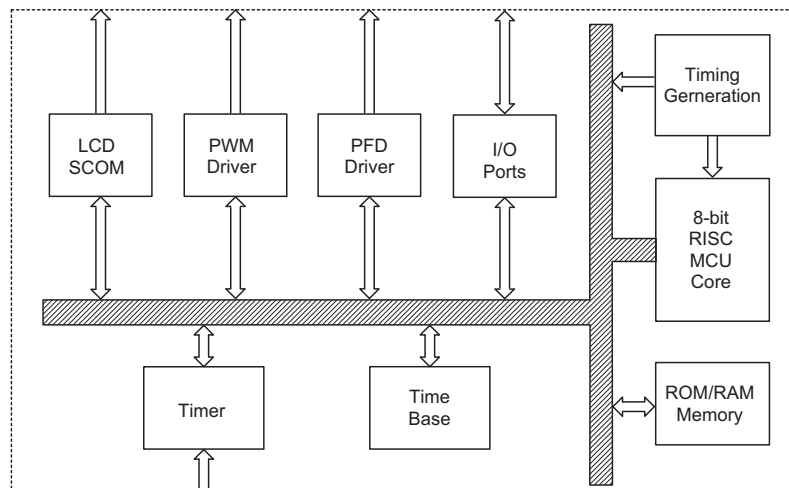 LCD
SCOM
PWM
Driver
PFD
Driver
I/O
Ports
Timing
Gerneration
8-bit
RISC
MCU
Core
Timer
Time
Base
ROM/RAM
Memory